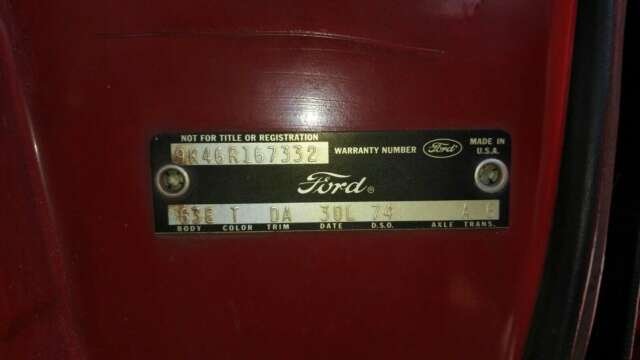 NOT FOR TITLE OR REGISTRATION
9K46R167332 WARRANTY NUMBER Ford MADE IN U.S.A.
Ford®
63E T DA 30L 74 A
BODY COLOR TRIM DATE D.S.O. AXLE TRANS.